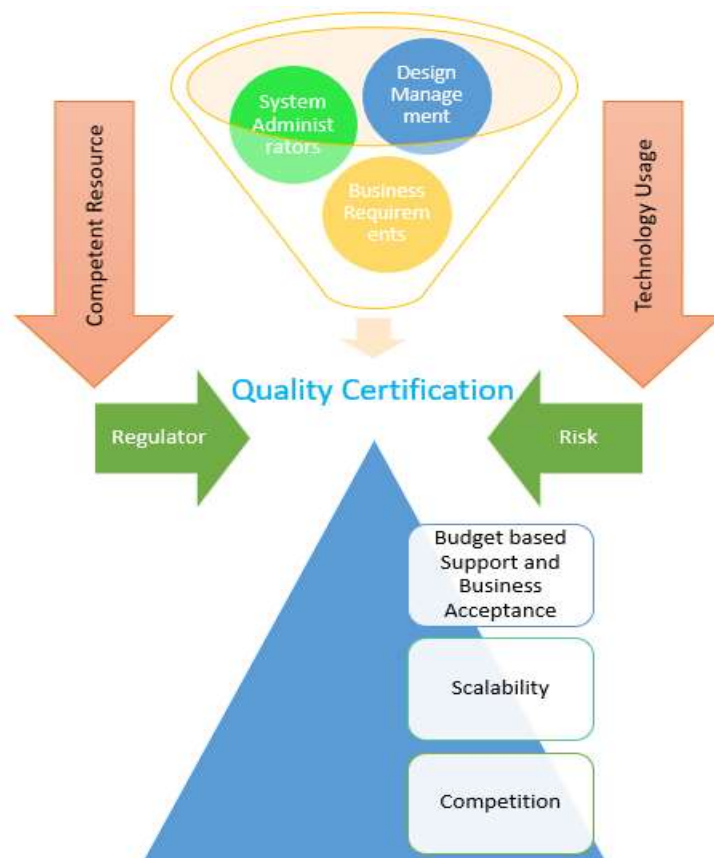 Design
Manage
ment
System
Administ
rators
Business
Requirem
ents
Competent Resource
Technology Usage
Quality Certification
Regulator
Risk
Budget based
Support and
Business
Acceptance
Scalability
Competition